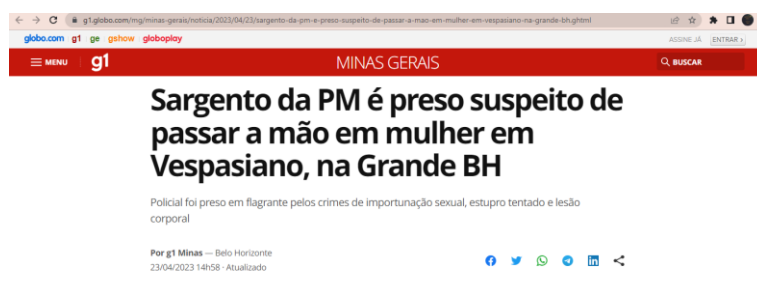 g1.globo.com/mg/minas-gerais/noticia/2023/04/23/sargento-da-pm-e-preso-suspeito-de-passar-a-mao-em-mulher-em-vespasiano-na-grande-bh.ghtml
globo.com g1 ge gshow globoplay ASSINE JÁ ENTRAR ›
MENU g1 MINAS GERAIS BUSCAR
Sargento da PM é preso suspeito de
passar a mão em mulher em
Vespasiano, na Grande BH
Policial foi preso em flagrante pelos crimes de importunação sexual, estupro tentado e lesão
corporal
Por g1 Minas — Belo Horizonte
23/04/2023 14h58 · Atualizado